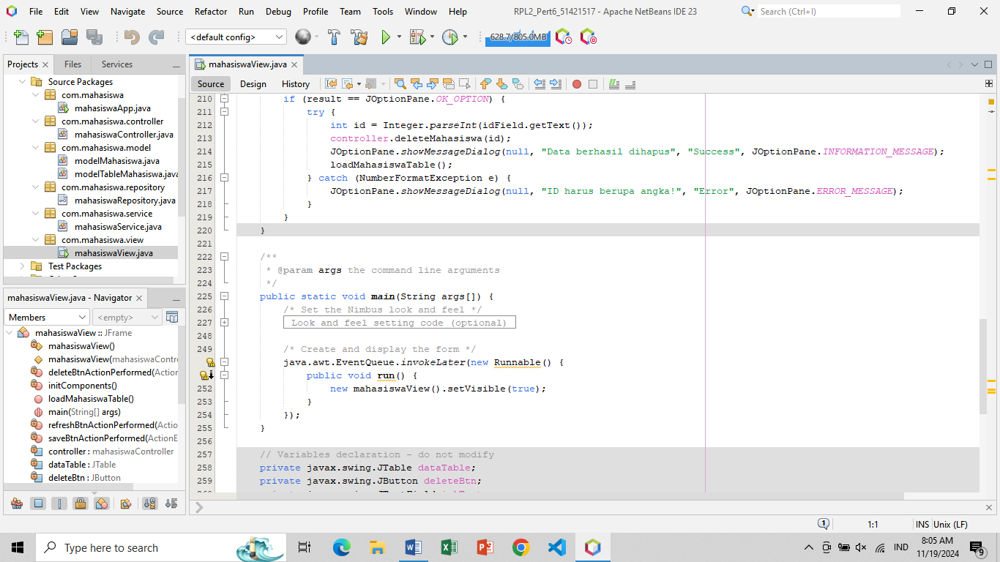 File Edit View Navigate Source Refactor Run Debug Profile Team Tools Window Help RPL2_Pert6_51421517 - Apache NetBeans IDE 23 Search (Ctrl+I)
<default config> 628.7/805.0MB
Projects Files Services
Source Packages
com.mahasiswa
mahasiswaApp.java
com.mahasiswa.controller
mahasiswaController.java
com.mahasiswa.model
modelMahasiswa.java
modelTableMahasiswa.java
com.mahasiswa.repository
mahasiswaRepository.java
com.mahasiswa.service
mahasiswaService.java
com.mahasiswa.view
mahasiswaView.java
Test Packages
mahasiswaView.java - Navigator
Members <empty>
mahasiswaView :: JFrame
mahasiswaView()
mahasiswaView(mahasiswaContr
deleteBtnActionPerformed(Action
initComponents()
loadMahasiswaTable()
main(String[] args)
refreshBtnActionPerformed(Actio
saveBtnActionPerformed(ActionE
controller : mahasiswaController
dataTable : JTable
deleteBtn : JButton
mahasiswaView.java
Source Design History
210 if (result == JOptionPane.OK_OPTION) {
211 try {
212 int id = Integer.parseInt(idField.getText());
213 controller.deleteMahasiswa(id);
214 JOptionPane.showMessageDialog(null, "Data berhasil dihapus", "Success", JOptionPane.INFORMATION_MESSAGE);
215 loadMahasiswaTable();
216 } catch (NumberFormatException e) {
217 JOptionPane.showMessageDialog(null, "ID harus berupa angka!", "Error", JOptionPane.ERROR_MESSAGE);
218 }
219 }
220 }
221
222 /**
223 * @param args the command line arguments
224 */
225 public static void main(String args[]) {
226 /* Set the Nimbus look and feel */
227 Look and feel setting code (optional)
248
249 /* Create and display the form */
java.awt.EventQueue.invokeLater(new Runnable() {
public void run() {
252 new mahasiswaView().setVisible(true);
253 }
254 });
255 }
256
257 // Variables declaration - do not modify
258 private javax.swing.JTable dataTable;
259 private javax.swing.JButton deleteBtn;
1 1:1 INS Unix (LF)
Type here to search IND 8:05 AM
11/19/2024 9